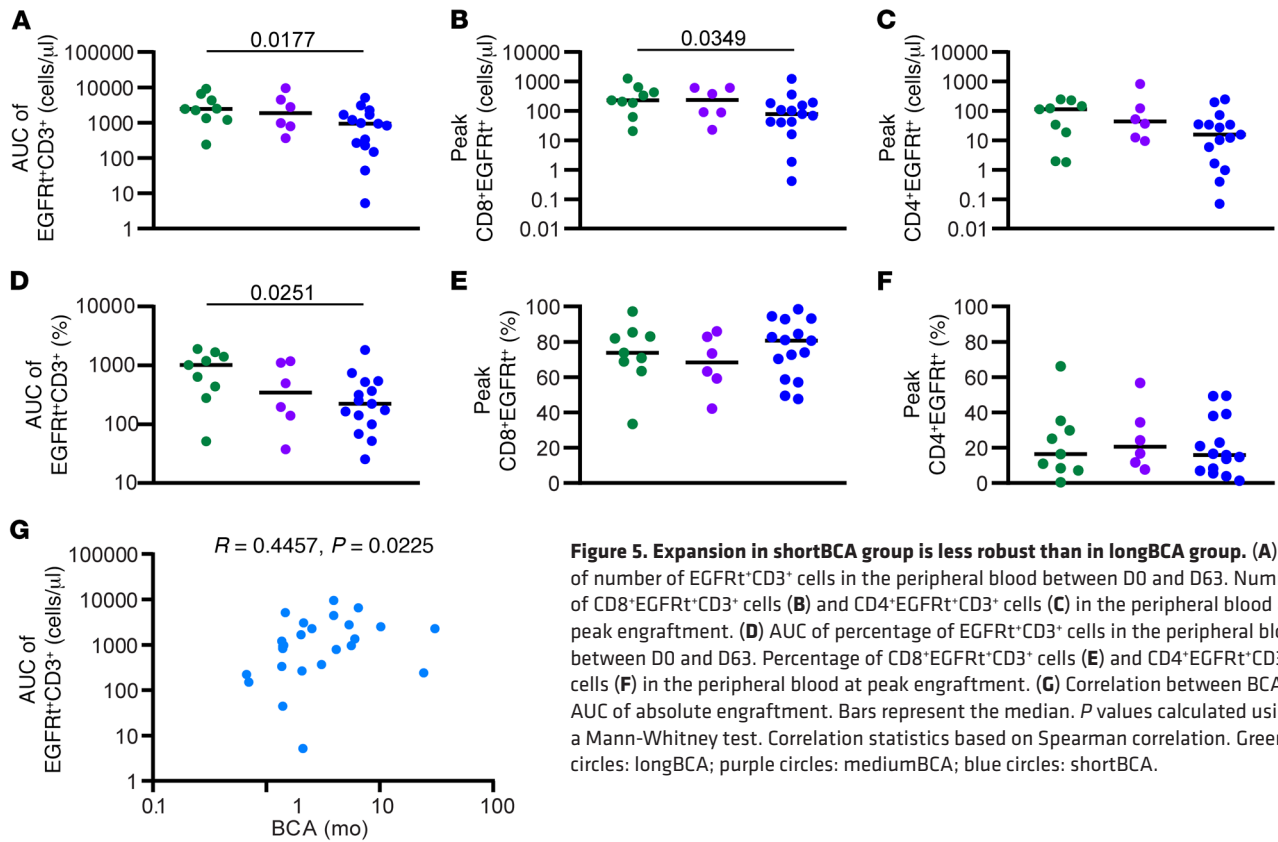 A
AUC of
EGFRt⁺CD3⁺ (cells/µl)
100000
10000
1000
100
10
1
0.0177
B
Peak
CD8⁺EGFRt⁺ (cells/µl)
10000
1000
100
10
1
0.1
0.01
0.0349
C
Peak
CD4⁺EGFRt⁺ (cells/µl)
10000
1000
100
10
1
0.1
0.01
D
AUC of
EGFRt⁺CD3⁺ (%)
10000
1000
100
10
0.0251
E
Peak
CD8⁺EGFRt⁺ (%)
100
80
60
40
20
0
F
Peak
CD4⁺EGFRt⁺ (%)
100
80
60
40
20
0
G
R = 0.4457, P = 0.0225
AUC of
EGFRt⁺CD3⁺ (cells/µl)
100000
10000
1000
100
10
1
0.1 1 10 100
BCA (mo)
Figure 5. Expansion in shortBCA group is less robust than in longBCA group. (A)
of number of EGFRt⁺CD3⁺ cells in the peripheral blood between D0 and D63. Num
of CD8⁺EGFRt⁺CD3⁺ cells (B) and CD4⁺EGFRt⁺CD3⁺ cells (C) in the peripheral blood
peak engraftment. (D) AUC of percentage of EGFRt⁺CD3⁺ cells in the peripheral blo
between D0 and D63. Percentage of CD8⁺EGFRt⁺CD3⁺ cells (E) and CD4⁺EGFRt⁺CD3
cells (F) in the peripheral blood at peak engraftment. (G) Correlation between BCA
AUC of absolute engraftment. Bars represent the median. P values calculated usin
a Mann-Whitney test. Correlation statistics based on Spearman correlation. Green
circles: longBCA; purple circles: mediumBCA; blue circles: shortBCA.